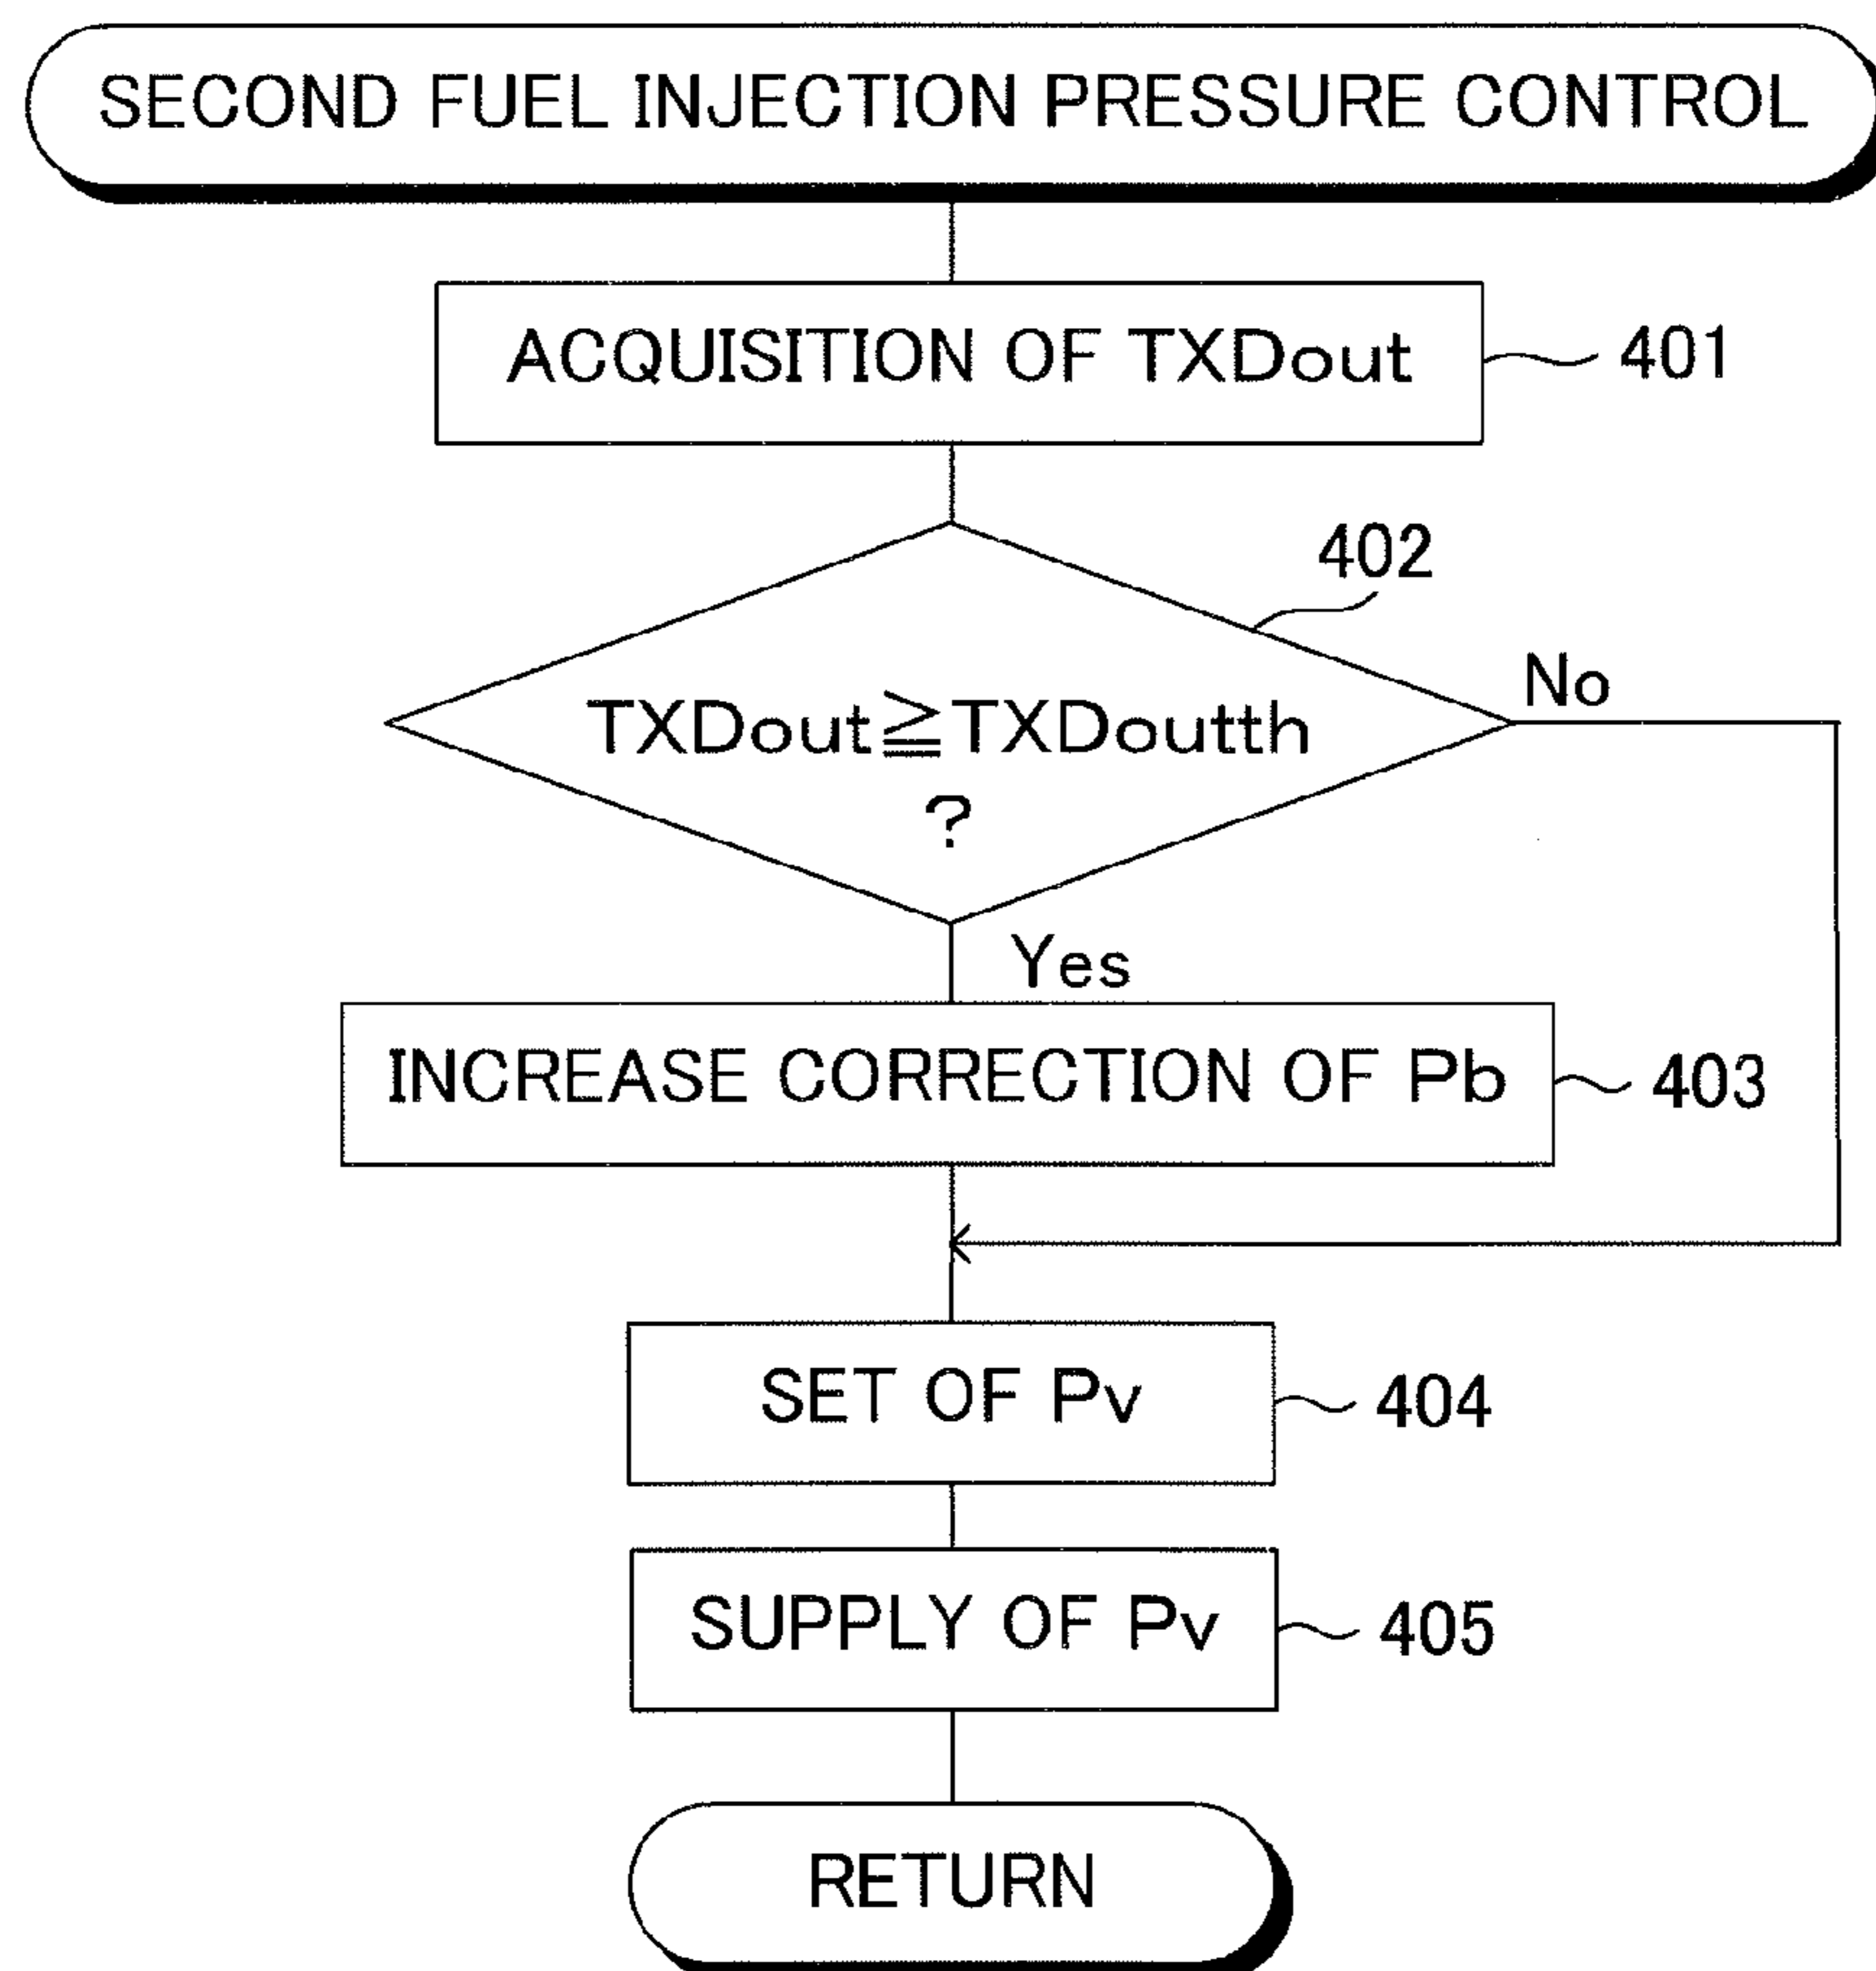 SECOND FUEL INJECTION PRESSURE CONTROL
ACQUISITION OF TXDout
401
402
TXDout≧TXDoutth
?
No
Yes
INCREASE CORRECTION OF Pb
403
SET OF Pv
404
SUPPLY OF Pv
405
RETURN